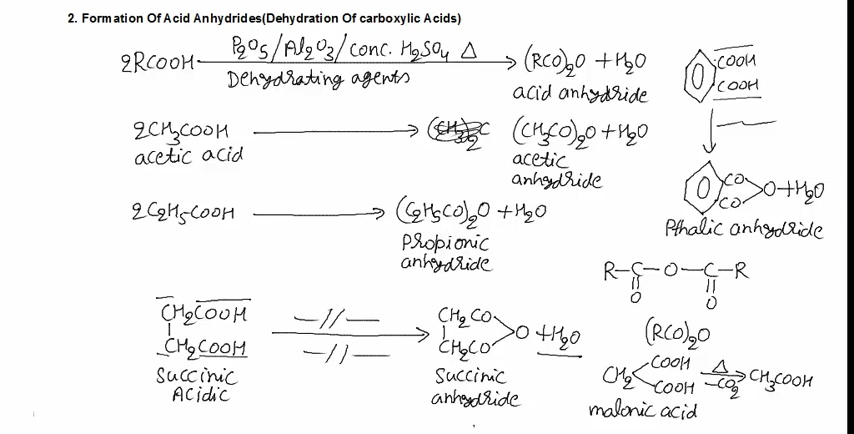 2. Formation Of Acid Anhydrides(Dehydration Of carboxylic Acids)
2RCOOH P2O5/Al2O3/conc. H2SO4 Δ → (RCO)2O + H2O
Dehydrating agents
acid anhydride
COOH
COOH
2CH3COOH → (CH3CO)2O + H2O
acetic acid
acetic
anhydride
CO
CO
O + H2O
Pthalic anhydride
2C2H5COOH → (C2H5CO)2O + H2O
Propionic
anhydride
R-C-O-C-R
O O
(RCO)2O
CH2COOH —//— CH2CO
O + H2O
CH2COOH —//— CH2CO
Succinic
Acidic
Succinic
anhydride
CH2 COOH Δ → CH3COOH
COOH -CO2
malonic acid